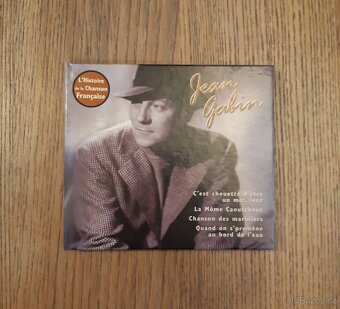 L'Histoire
de la Chanson
Française
Jean
Gabin
C'est chouette d'être
un monsieur
La Môme Caoutchouc
Chanson des mariniers
Quand on s'promène
au bord de l'eau